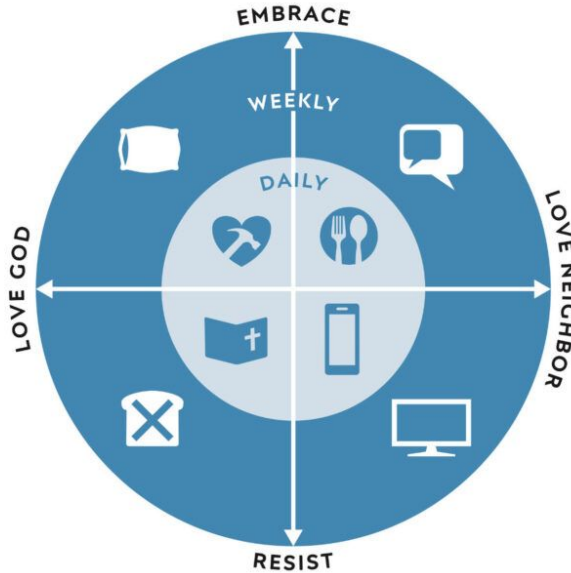 EMBRACE
WEEKLY
DAILY
LOVE GOD
LOVE NEIGHBOR
RESIST